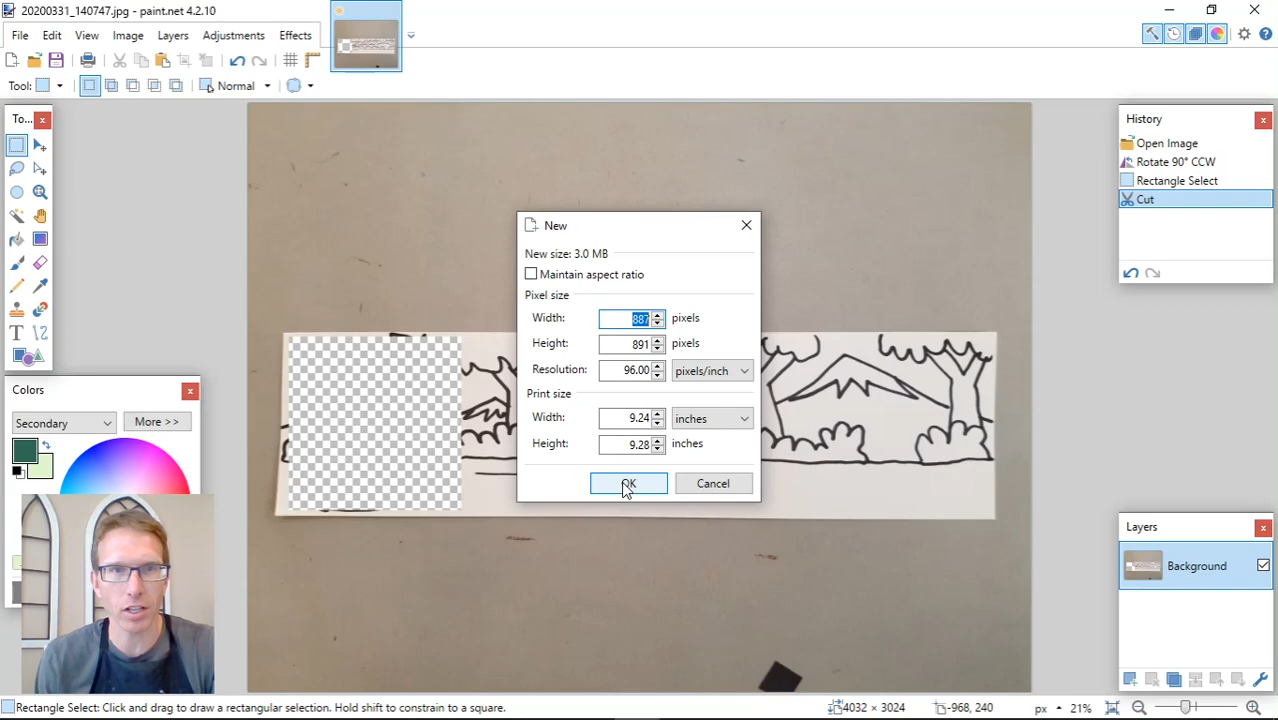 20200331_140747.jpg - paint.net 4.2.10
File Edit View Image Layers Adjustments Effects
Tool: Normal
To...
History
Open Image
Rotate 90° CCW
Rectangle Select
Cut
New
New size: 3.0 MB
Maintain aspect ratio
Pixel size
Width: 887 pixels
Height: 891 pixels
Resolution: 96.00 pixels/inch
Print size
Width: 9.24 inches
Height: 9.28 inches
OK Cancel
Colors
Secondary More >>
Layers
Background
Rectangle Select: Click and drag to draw a rectangular selection. Hold shift to constrain to a square. 4032 × 3024 -968, 240 px 21%